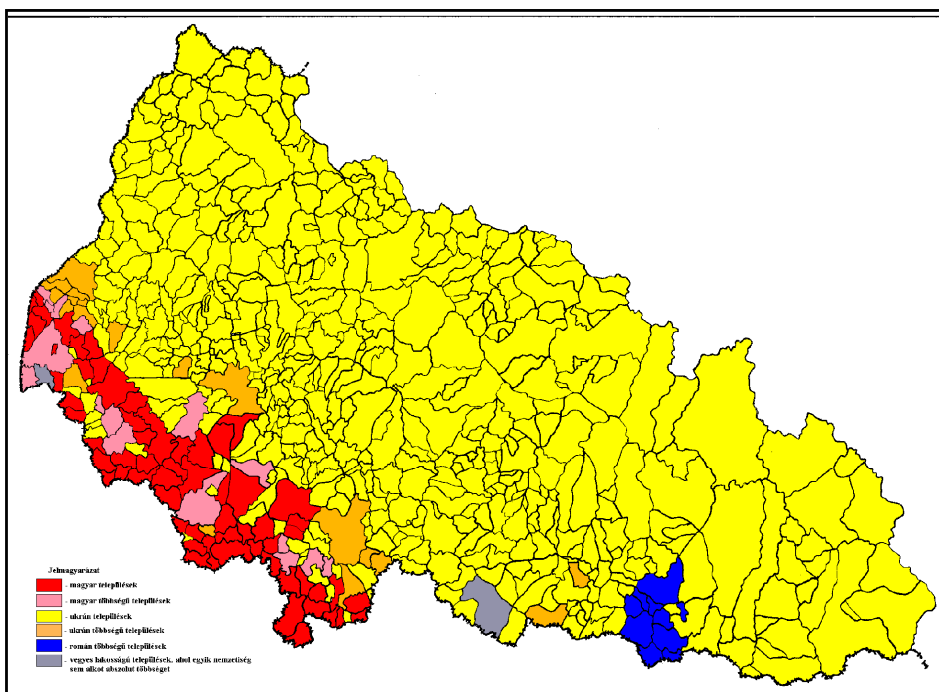 Jelmagyarázat
- magyar települések
- magyar többségű települések
- ukrán települések
- ukrán többségű települések
- román többségű települések
- vegyes lakosságú települések, ahol egyik nemzetiség
sem alkot abszolut többséget